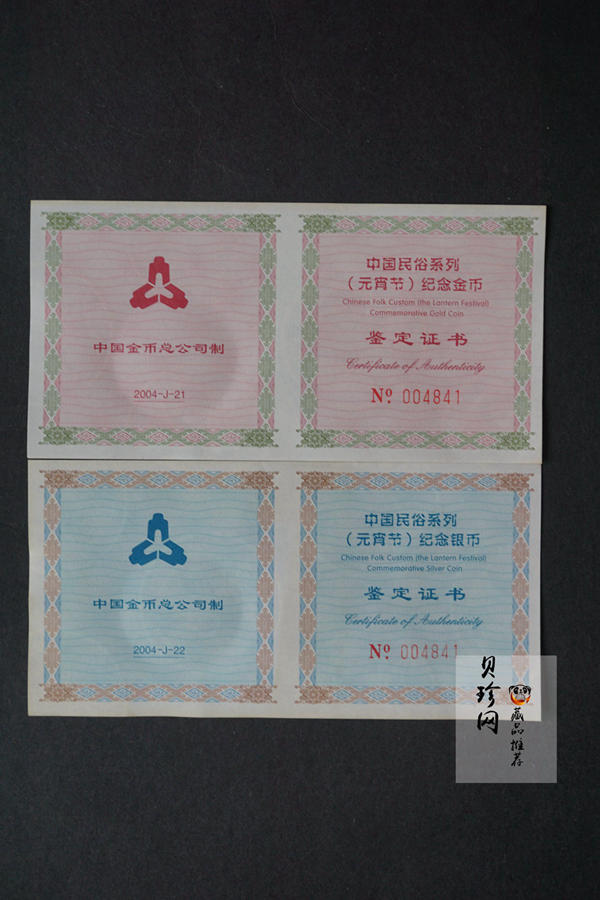 中国金币总公司制
2004-J-21
中国民俗系列
（元宵节）纪念金币
Chinese Folk Custom (the Lantern Festival)
Commemorative Gold Coin
鉴定证书
Certificate of Authenticity
Nº 004841
中国金币总公司制
2004-J-22
中国民俗系列
（元宵节）纪念银币
Chinese Folk Custom (the Lantern Festival)
Commemorative Silver Coin
鉴定证书
Certificate of Authenticity
Nº 004841
贝珍网
藏品推荐